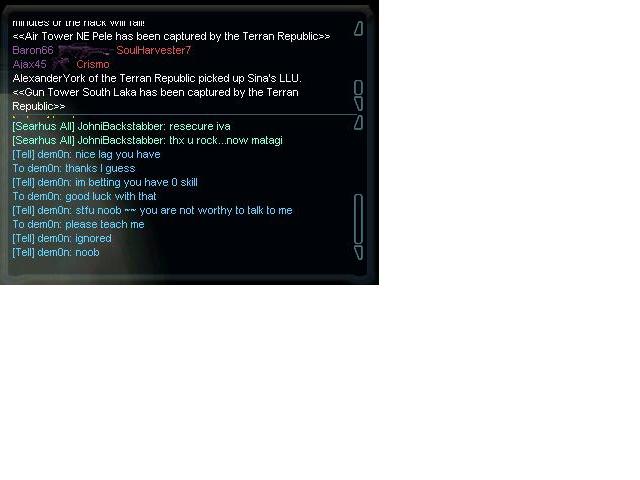 minutes or the hack will fail!
<<Air Tower NE Pele has been captured by the Terran Republic>>
Baron66 SoulHarvester7
Ajax45 Crismo
AlexanderYork of the Terran Republic picked up Sina's LLU.
<<Gun Tower South Laka has been captured by the Terran
Republic>>
[Searhus All] JohniBackstabber: resecure iva
[Searhus All] JohniBackstabber: thx u rock...now matagi
[Tell] dem0n: nice lag you have
To dem0n: thanks I guess
[Tell] dem0n: im betting you have 0 skill
To dem0n: good luck with that
[Tell] dem0n: stfu noob ~~ you are not worthy to talk to me
To dem0n: please teach me
[Tell] dem0n: ignored
[Tell] dem0n: noob